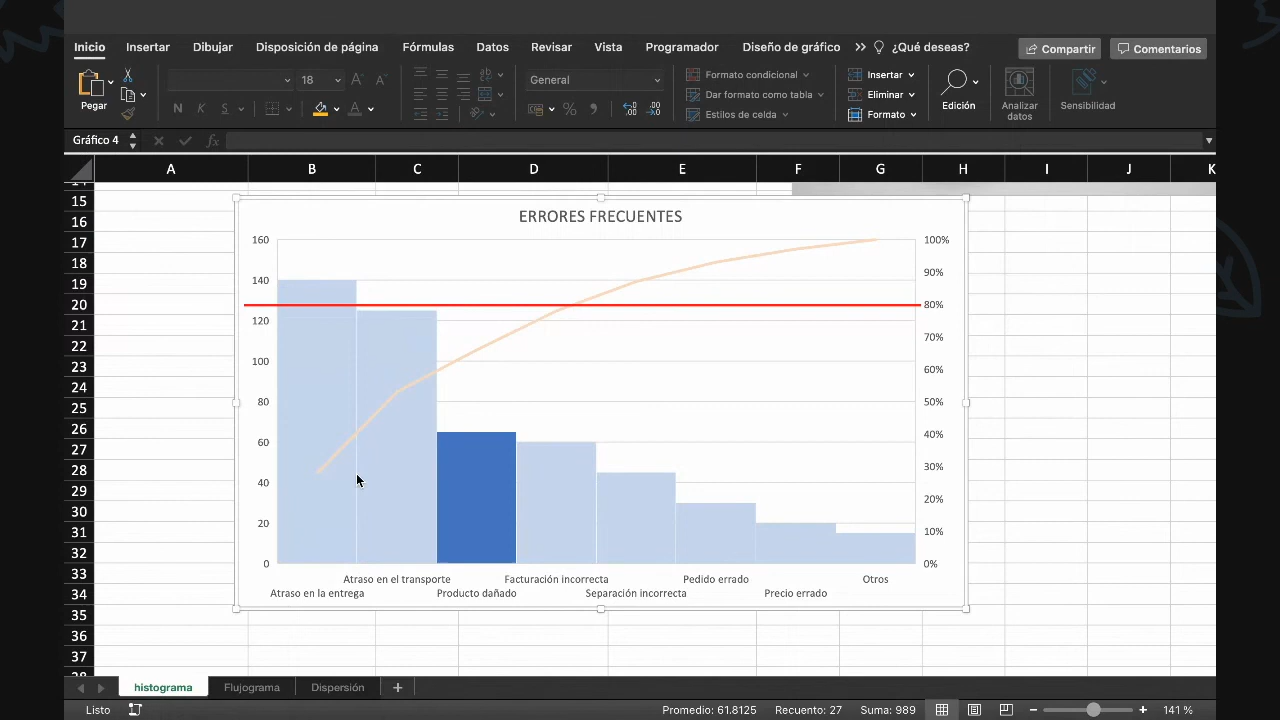 Inicio Insertar Dibujar Disposición de página Fórmulas Datos Revisar Vista Programador Diseño de gráfico ¿Qué deseas? Compartir Comentarios
Pegar
18
N K S
A A
ab
General
%
Formato condicional
Dar formato como tabla
Estilos de celda
Insertar
Eliminar
Formato
Edición
Analizar datos
Sensibilidad
Gráfico 4 fx
A B C D E F G H I J K
14
15
16
17
18
19
20
21
22
23
24
25
26
27
28
29
30
31
32
33
34
35
36
37
38
ERRORES FRECUENTES
160
140
120
100
80
60
40
20
0
100%
90%
80%
70%
60%
50%
40%
30%
20%
10%
0%
Atraso en el transporte Facturación incorrecta Pedido errado Otros
Atraso en la entrega Producto dañado Separación incorrecta Precio errado
histograma Flujograma Dispersión +
Listo Promedio: 61.8125 Recuento: 27 Suma: 989 141 %